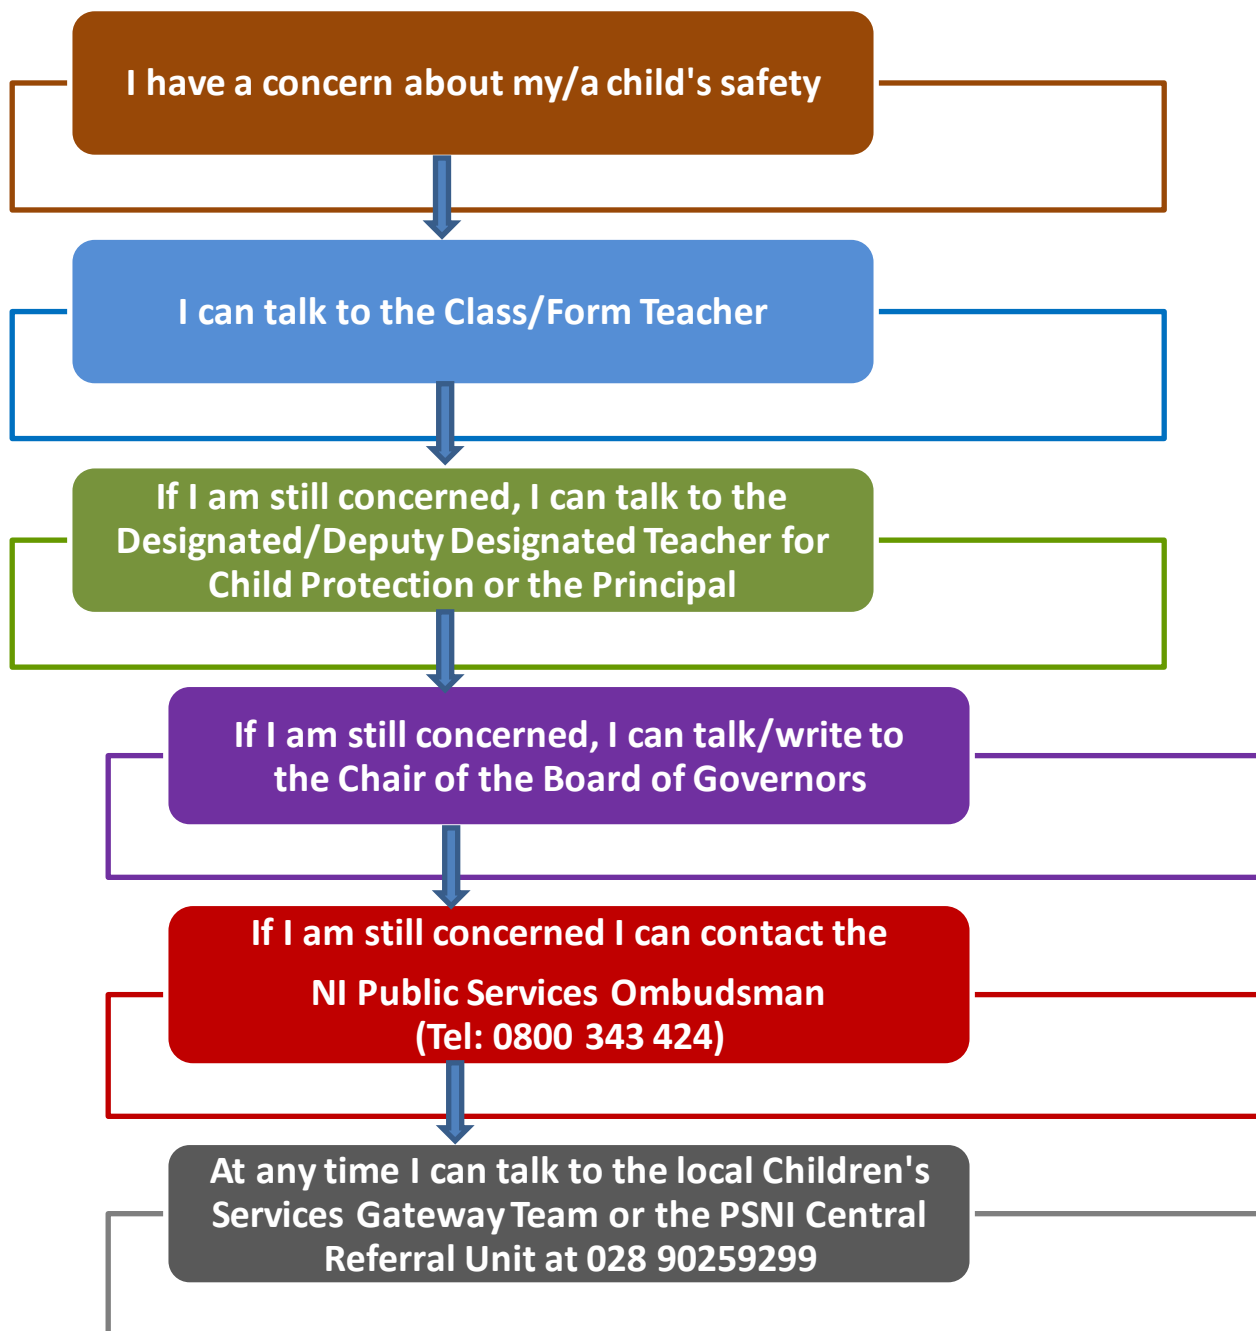 I have a concern about my/a child's safety
I can talk to the Class/Form Teacher
If I am still concerned, I can talk to the
Designated/Deputy Designated Teacher for
Child Protection or the Principal
If I am still concerned, I can talk/write to
the Chair of the Board of Governors
If I am still concerned I can contact the
NI Public Services Ombudsman
(Tel: 0800 343 424)
At any time I can talk to the local Children's
Services Gateway Team or the PSNI Central
Referral Unit at 028 90259299